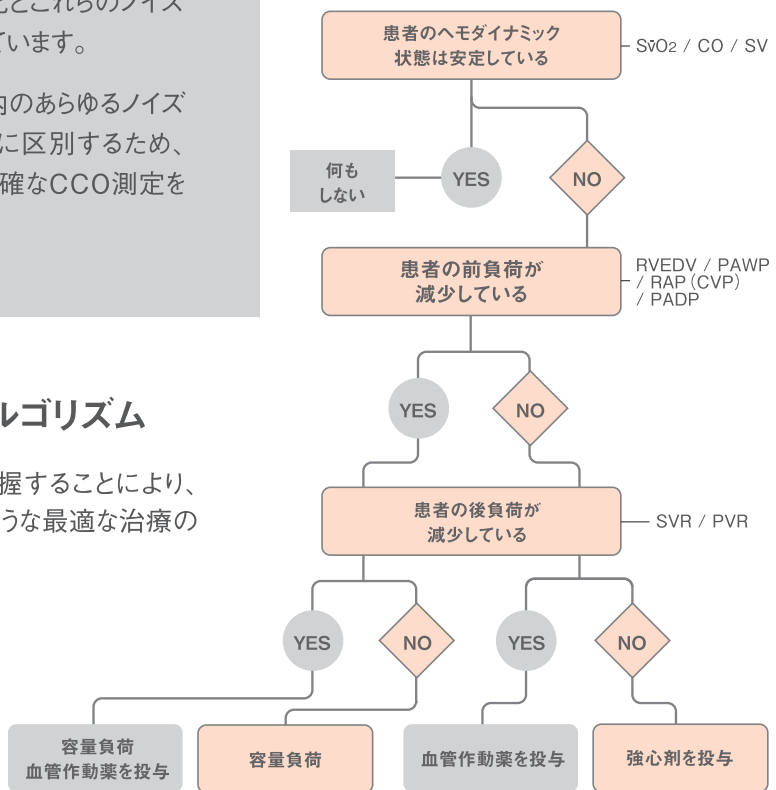 化とこれらのノイズ
ています。
内のあらゆるノイズ
に区別するため、
確なCCO測定を
ルゴリズム
握することにより、
うな最適な治療の
患者のヘモダイナミック
状態は安定している
Sv̄O2 / CO / SV
何も
しない
YES
NO
患者の前負荷が
減少している
RVEDV / PAWP
/ RAP（CVP）
/ PADP
YES
NO
患者の後負荷が
減少している
SVR / PVR
YES
NO
YES
NO
容量負荷
血管作動薬を投与
容量負荷
血管作動薬を投与
強心剤を投与